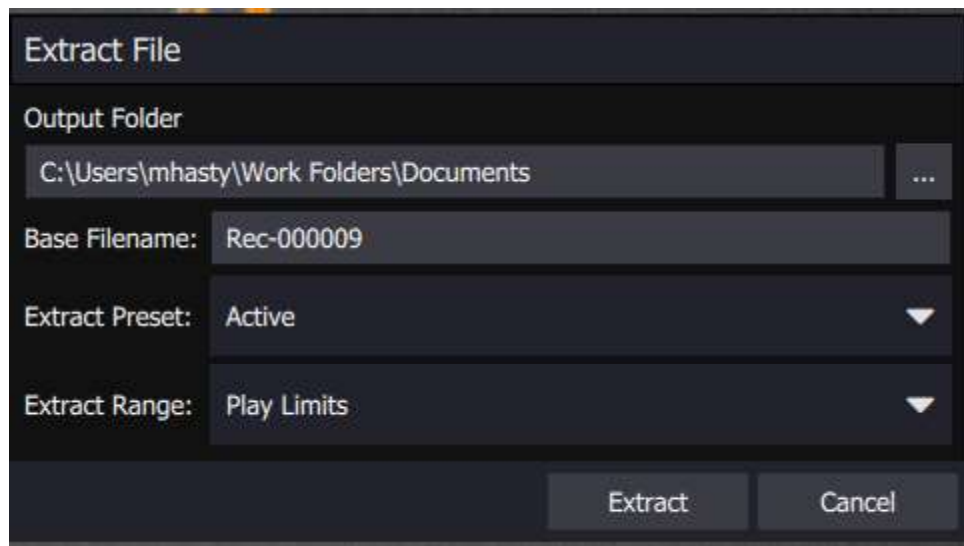 Extract File
Output Folder
C:\Users\mhasty\Work Folders\Documents ...
Base Filename: Rec-000009
Extract Preset: Active
Extract Range: Play Limits
Extract Cancel